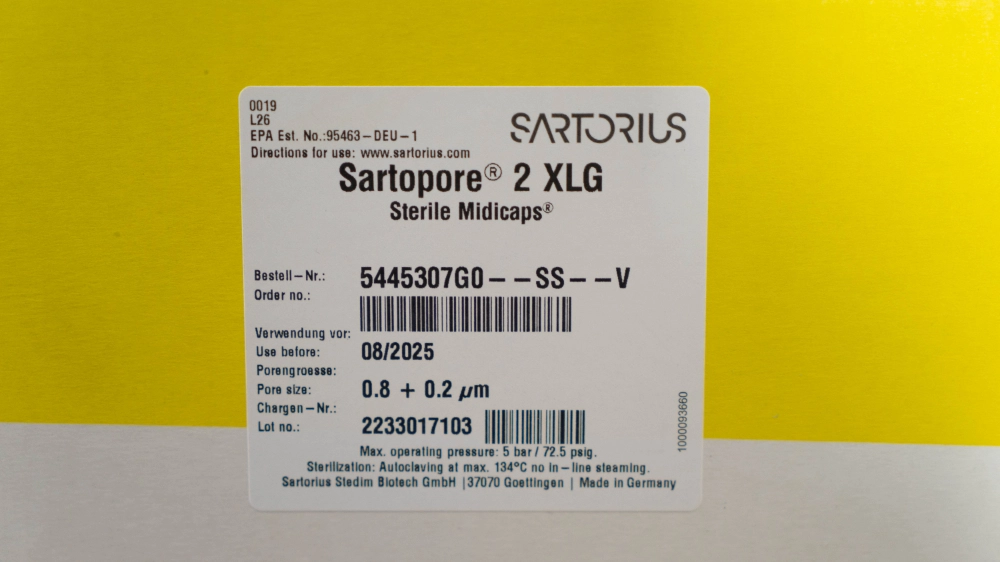 0019
L26
EPA Est. No.:95463-DEU-1
Directions for use: www.sartorius.com
SARTORIUS
Sartopore® 2 XLG
Sterile Midicaps®
Bestell-Nr.: 5445307G0--SS--V
Order no.:
Verwendung vor:
Use before: 08/2025
Porengroesse:
Pore size: 0.8 + 0.2 µm
Chargen-Nr.:
Lot no.: 2233017103
1000093660
Max. operating pressure: 5 bar / 72.5 psig.
Sterilization: Autoclaving at max. 134°C no in-line steaming.
Sartorius Stedim Biotech GmbH | 37070 Goettingen | Made in Germany